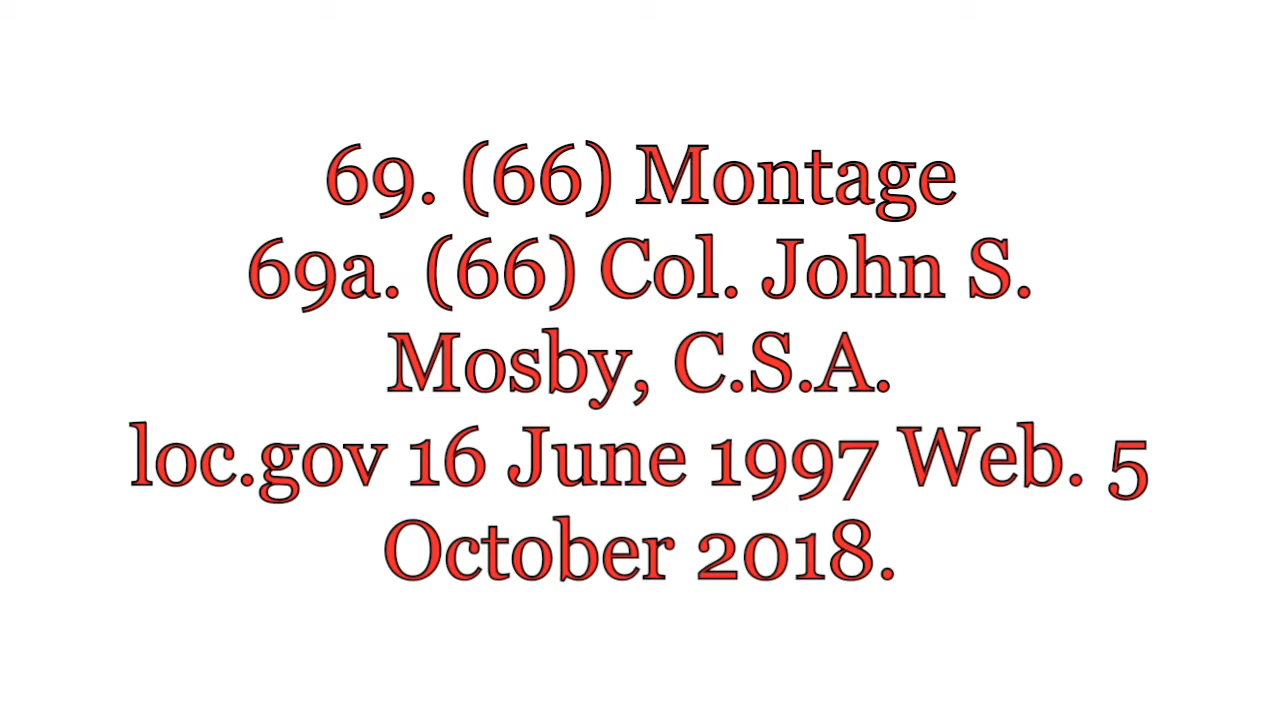 69. (66) Montage
69a. (66) Col. John S.
Mosby, C.S.A.
loc.gov 16 June 1997 Web. 5
October 2018.